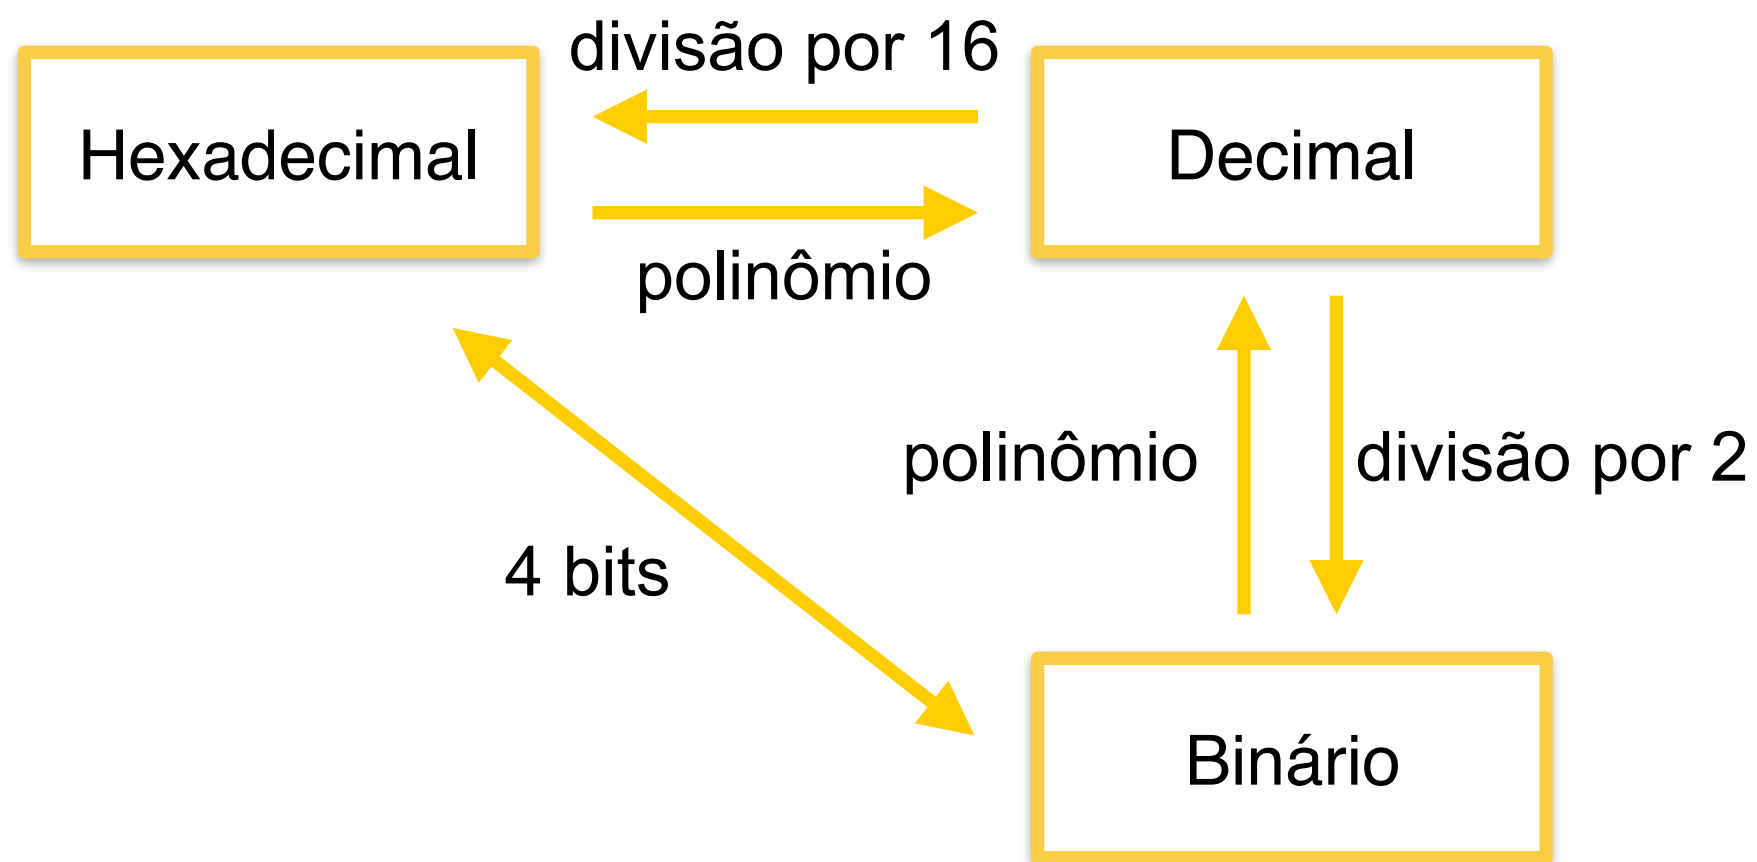 divisão por 16
Hexadecimal
Decimal
polinômio
polinômio
divisão por 2
4 bits
Binário